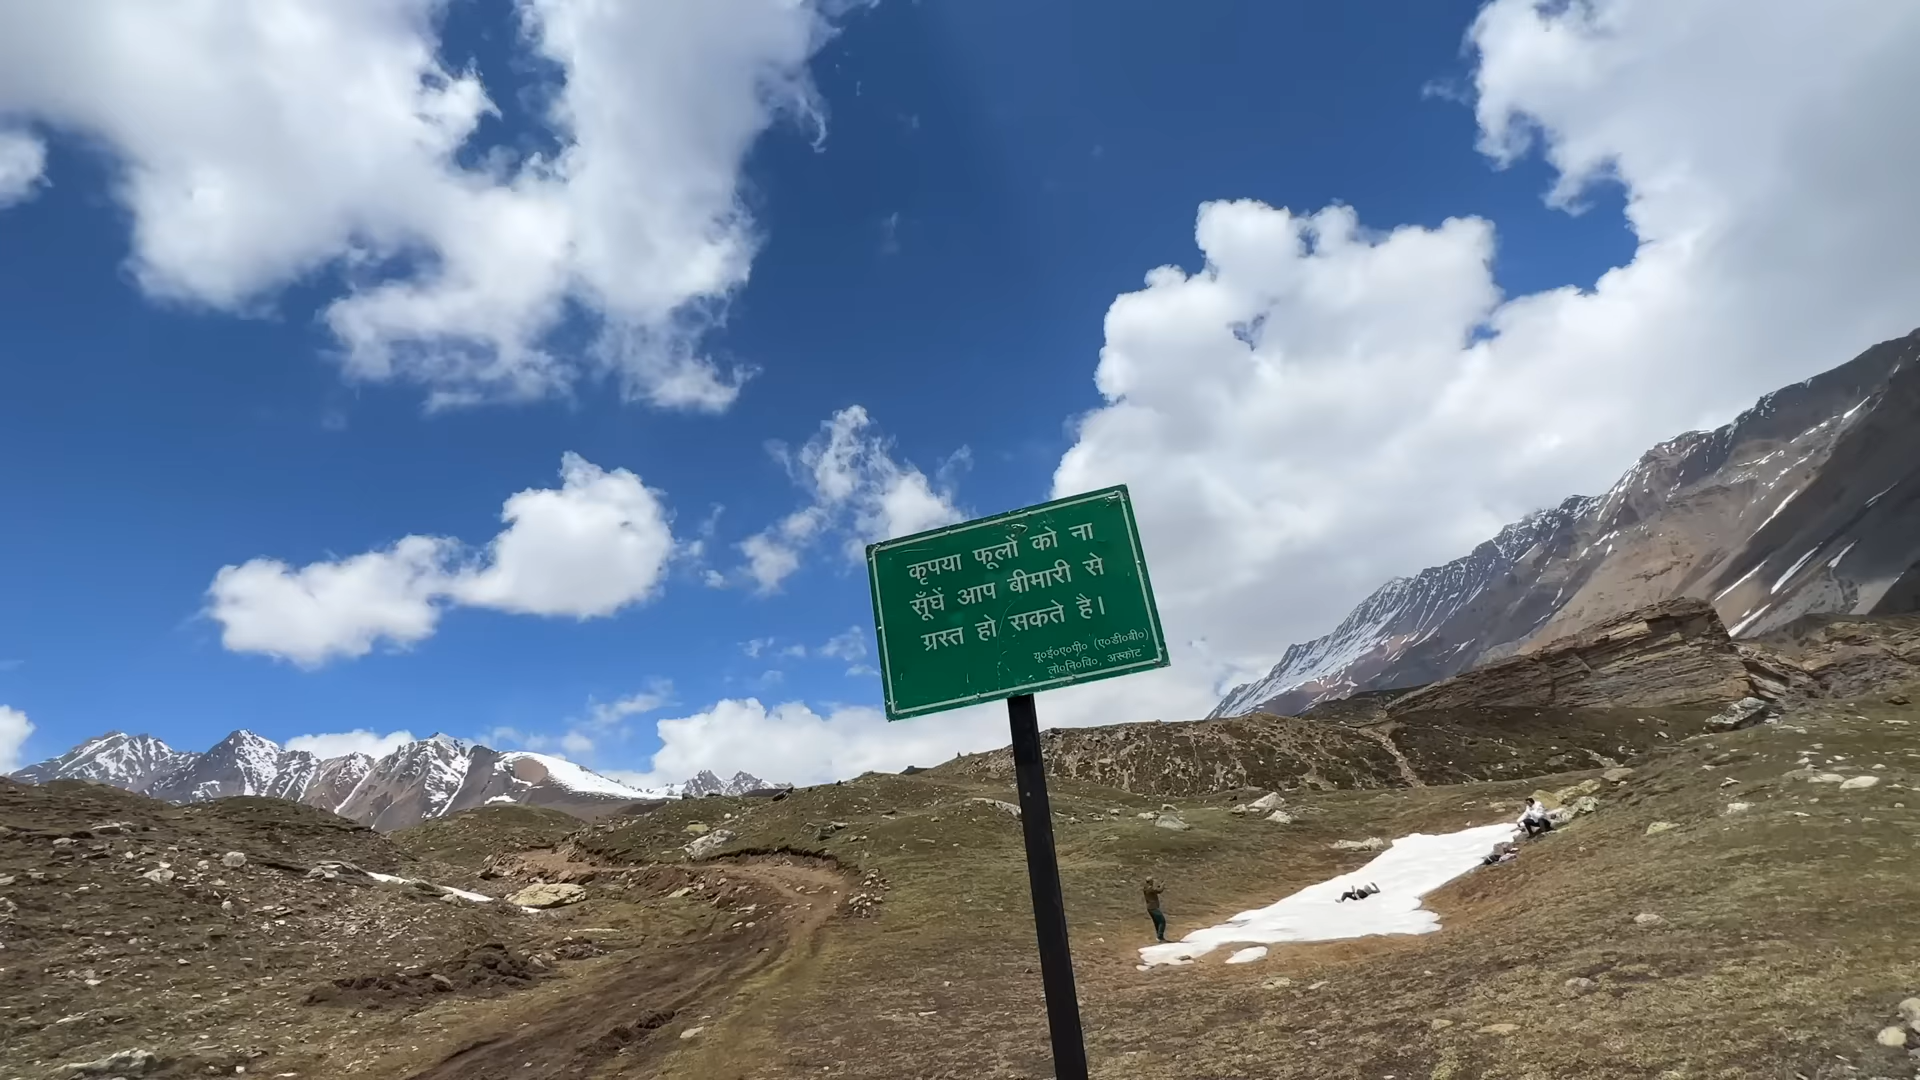 कृपया फूलों को ना
सूँघें आप बीमारी से
ग्रस्त हो सकते है।
यू०ई०ए०पी० (ए०डी०बी०)
लो०नि०वि०, अस्कोट